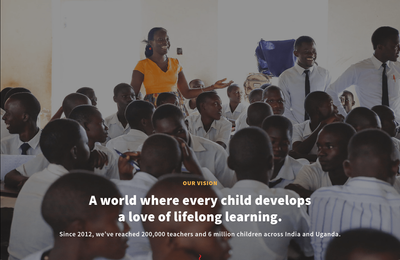 OUR VISION
A world where every child develops
a love of lifelong learning.
Since 2012, we've reached 200,000 teachers and 6 million children across India and Uganda.